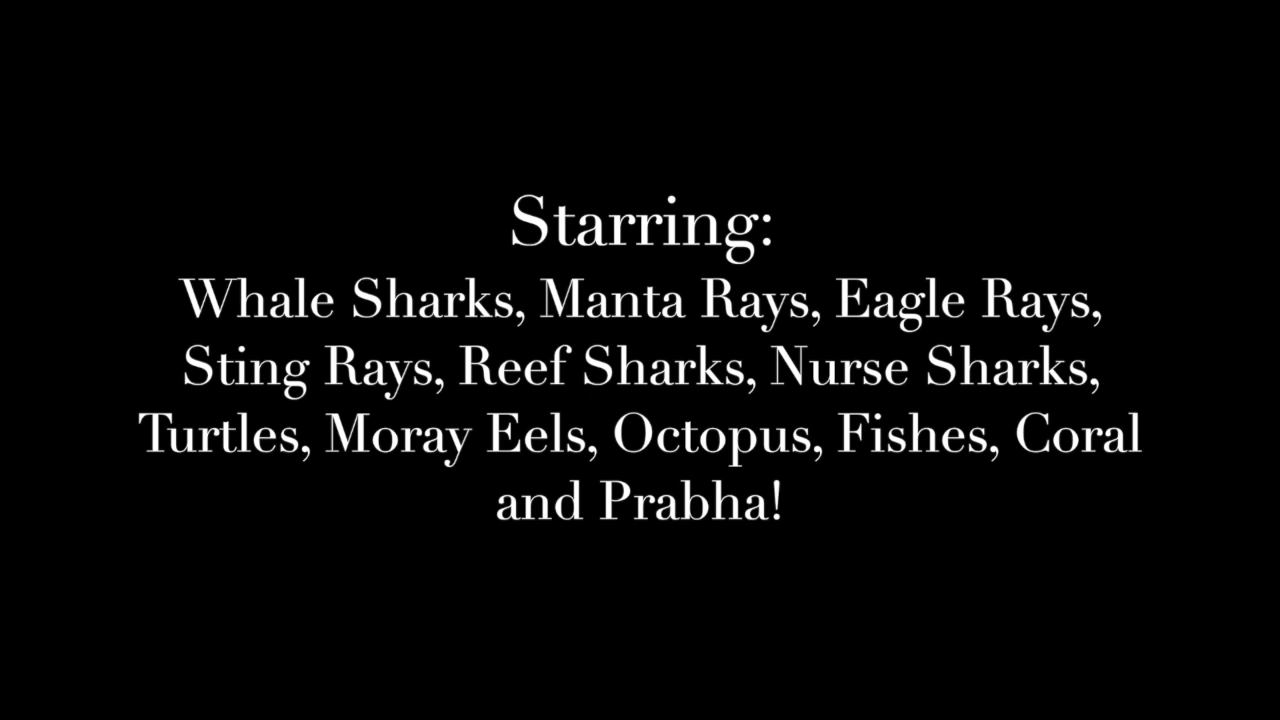 Starring:
Whale Sharks, Manta Rays, Eagle Rays,
Sting Rays, Reef Sharks, Nurse Sharks,
Turtles, Moray Eels, Octopus, Fishes, Coral
and Prabha!